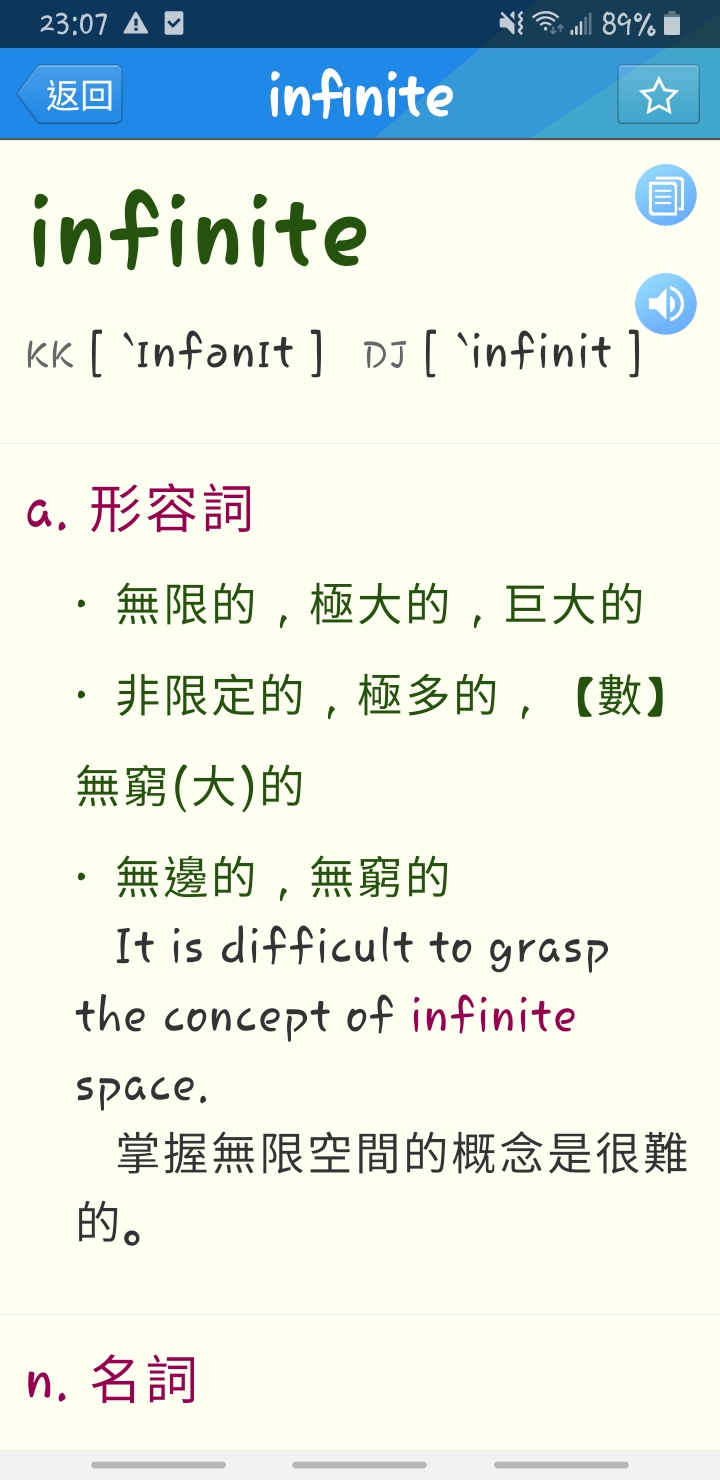 23:07 89%
返回 infinite
infinite
KK [ ˋɪnfənɪt ] DJ [ ˋinfinit ]
a. 形容詞
· 無限的 , 極大的 , 巨大的
· 非限定的 , 極多的 , 【數】
無窮(大)的
· 無邊的 , 無窮的
It is difficult to grasp
the concept of infinite
space.
掌握無限空間的概念是很難
的。
n. 名詞